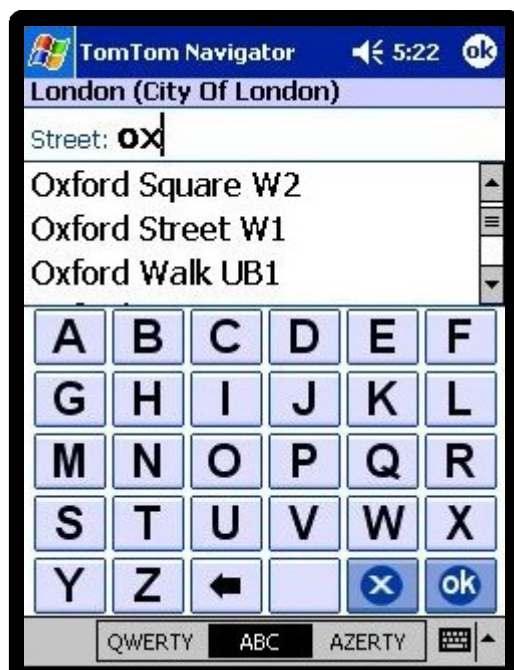 TomTom Navigator 5:22 ok
London (City Of London)
Street: ox
Oxford Square W2
Oxford Street W1
Oxford Walk UB1
A B C D E F
G H I J K L
M N O P Q R
S T U V W X
Y Z x ok
QWERTY ABC AZERTY